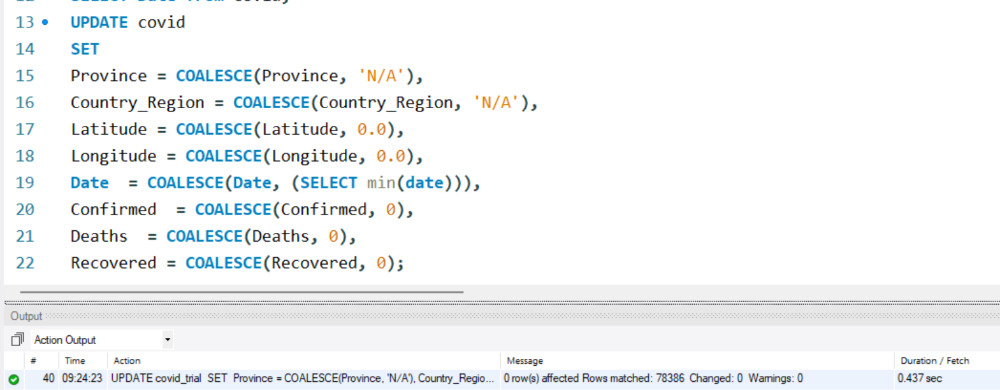 13 UPDATE covid
14 SET
15 Province = COALESCE(Province, 'N/A'),
16 Country_Region = COALESCE(Country_Region, 'N/A'),
17 Latitude = COALESCE(Latitude, 0.0),
18 Longitude = COALESCE(Longitude, 0.0),
19 Date  = COALESCE(Date, (SELECT min(date))),
20 Confirmed  = COALESCE(Confirmed, 0),
21 Deaths  = COALESCE(Deaths, 0),
22 Recovered = COALESCE(Recovered, 0);
Output
Action Output
# Time Action Message Duration / Fetch
40 09:24:23 UPDATE covid_trial SET Province = COALESCE(Province, 'N/A'), Country_Regio... 0 row(s) affected Rows matched: 78386 Changed: 0 Warnings: 0 0.437 sec